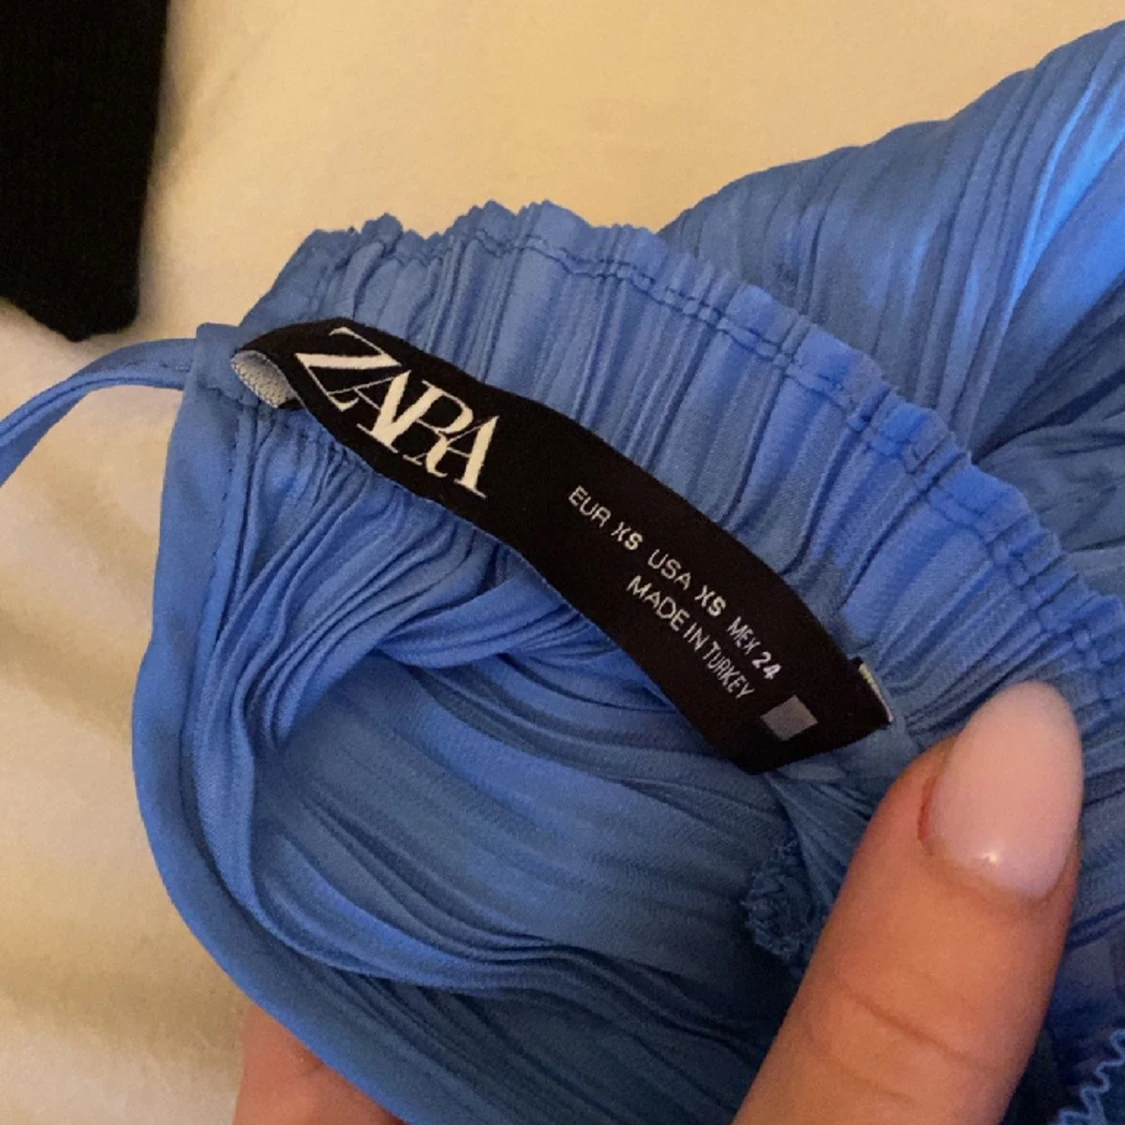 ZARA
EUR XS USA XS MEX 24
MADE IN TURKEY